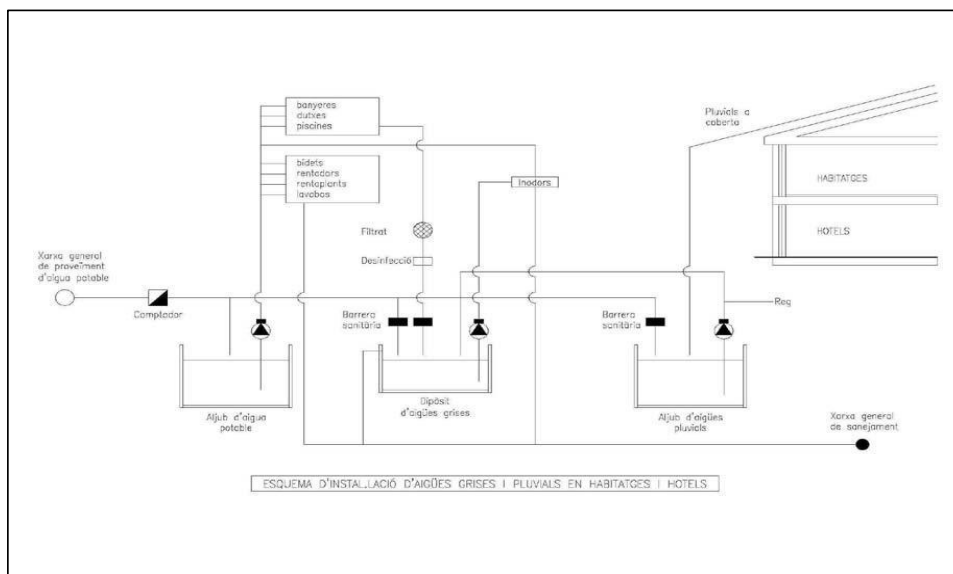 banyeres
dutxes
piscines
Pluvials a
coberta
bidets
rentadors
rentaplants
lavabos
Inodors
HABITATGES
Filtrat
HOTELS
Desinfecció
Xarxa general
de proveïment
d'aigua potable
Comptador
Barrera
sanitària
Barrera
sanitària
Reg
Aljub d'aigua
potable
Dipòsit
d'aigües grises
Aljub d'aigües
pluvials
Xarxa general
de sanejament
ESQUEMA D'INSTAL.LACIÓ D'AIGÜES GRISES I PLUVIALS EN HABITATGES I HOTELS